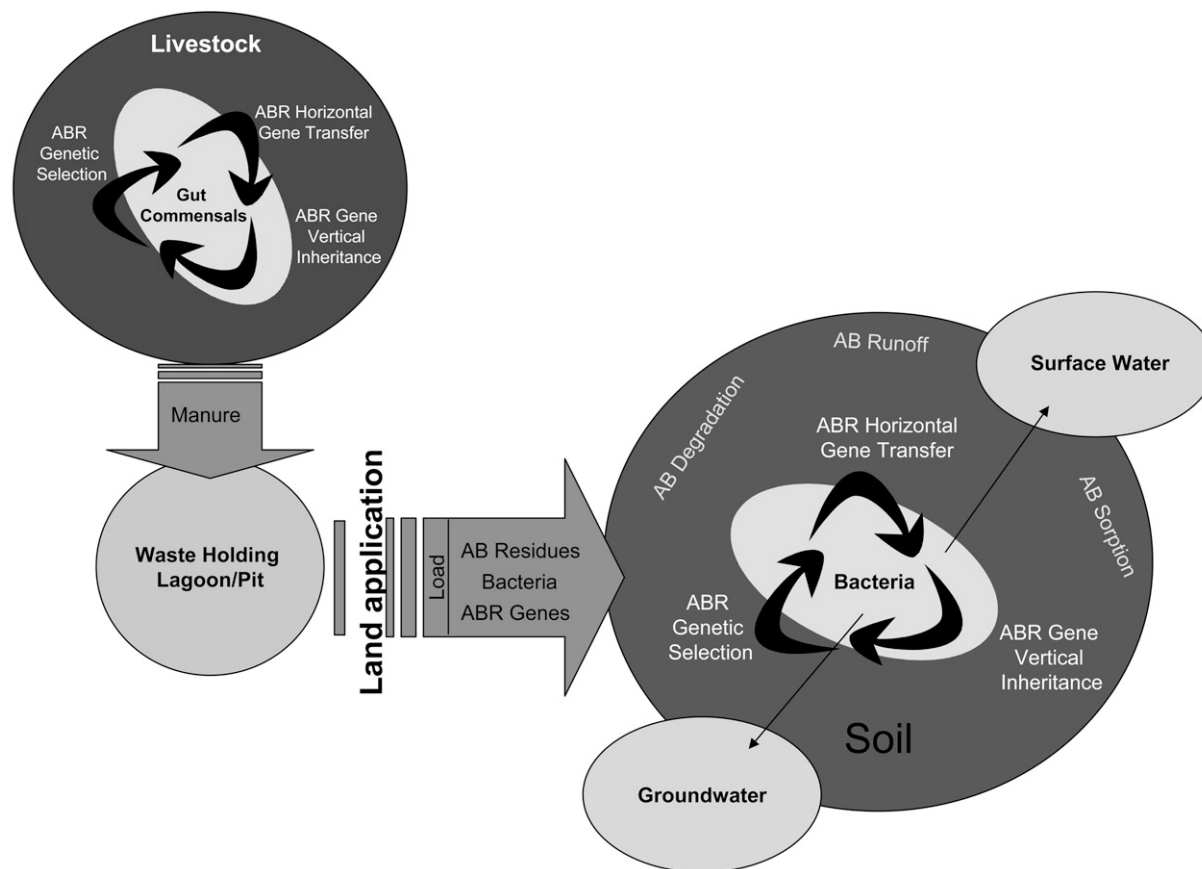 Livestock
ABR Horizontal
Gene Transfer
ABR
Genetic
Selection
Gut
Commensals
ABR Gene
Vertical
Inheritance
Manure
Waste Holding
Lagoon/Pit
Land application
Load
AB Residues
Bacteria
ABR Genes
AB Runoff
Surface Water
AB Degradation
ABR Horizontal
Gene Transfer
AB Sorption
Bacteria
ABR
Genetic
Selection
ABR Gene
Vertical
Inheritance
Soil
Groundwater